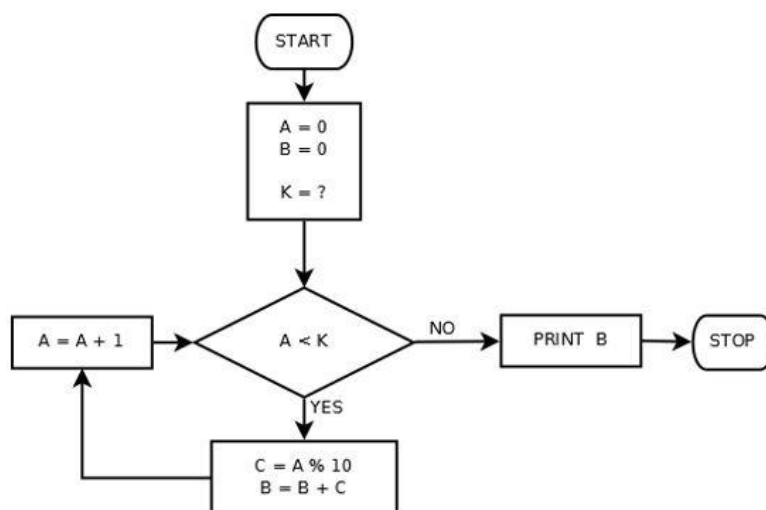 START
A = 0
B = 0
K = ?
A = A + 1
A < K
NO
PRINT B
STOP
YES
C = A % 10
B = B + C